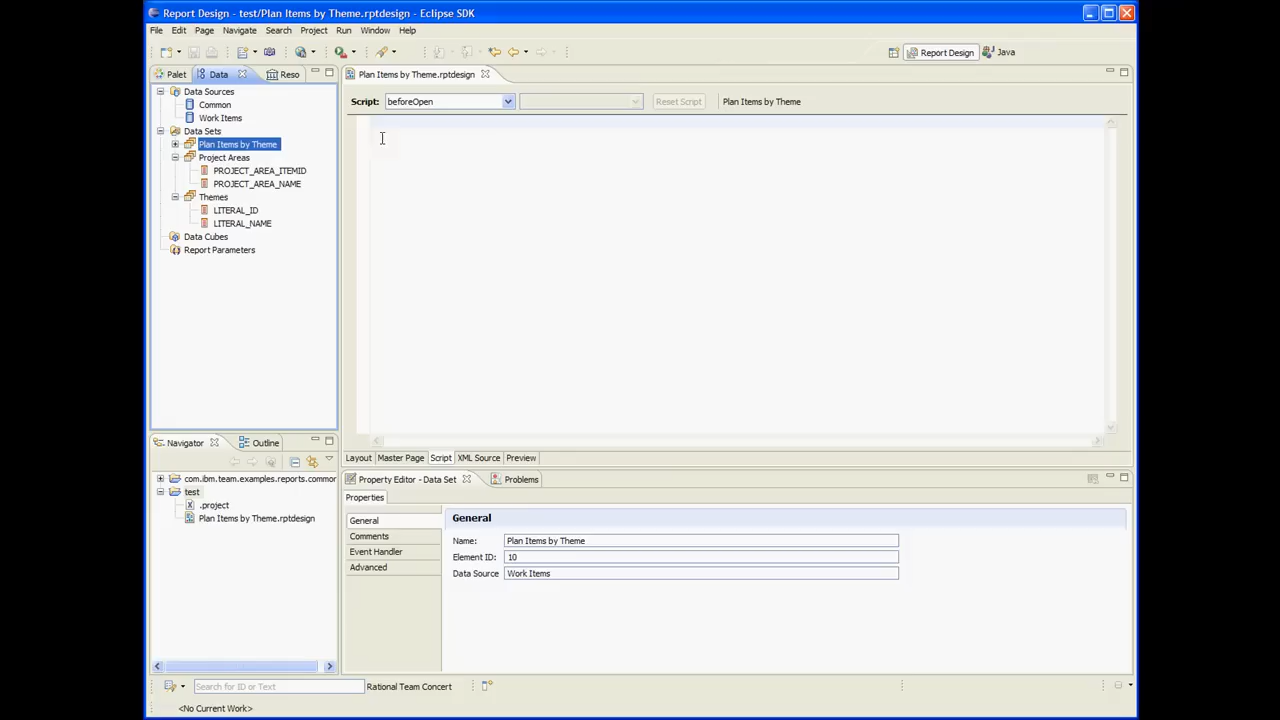 Report Design - test/Plan Items by Theme.rptdesign - Eclipse SDK
File Edit Page Navigate Search Project Run Window Help
Report Design Java
Palet Data Reso
Plan Items by Theme.rptdesign
Script: beforeOpen Reset Script Plan Items by Theme
Data Sources
Common
Work Items
Data Sets
Plan Items by Theme
Project Areas
PROJECT_AREA_ITEMID
PROJECT_AREA_NAME
Themes
LITERAL_ID
LITERAL_NAME
Data Cubes
Report Parameters
Layout Master Page Script XML Source Preview
Navigator Outline
com.ibm.team.examples.reports.common
test
.project
Plan Items by Theme.rptdesign
Property Editor - Data Set Problems
Properties
General
Comments
Event Handler
Advanced
General
Name: Plan Items by Theme
Element ID: 10
Data Source Work Items
Search for ID or Text Rational Team Concert
<No Current Work>